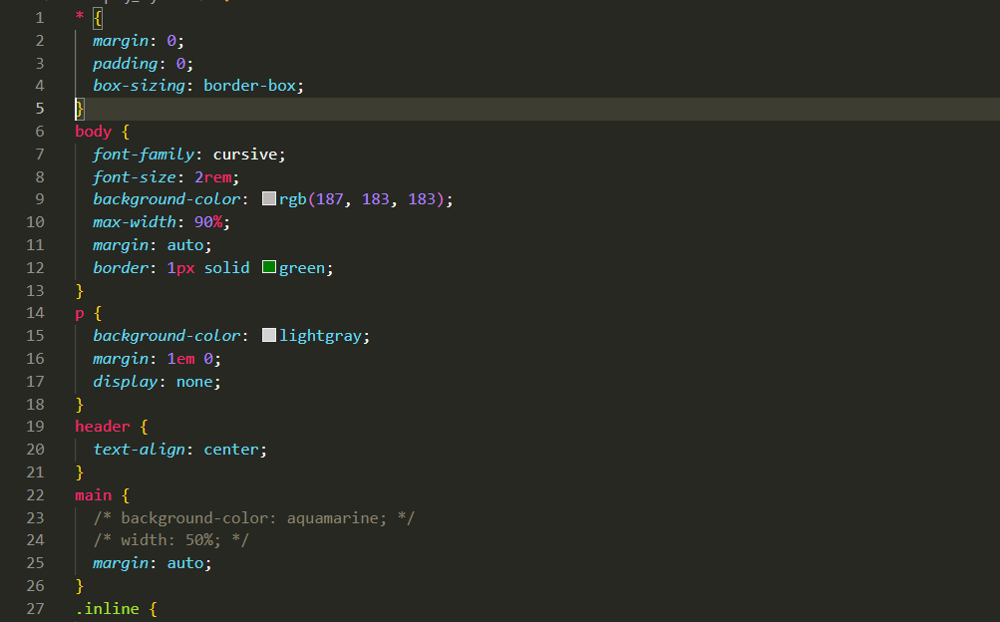 1 * {
2 margin: 0;
3 padding: 0;
4 box-sizing: border-box;
5 }
6 body {
7 font-family: cursive;
8 font-size: 2rem;
9 background-color: rgb(187, 183, 183);
10 max-width: 90%;
11 margin: auto;
12 border: 1px solid green;
13 }
14 p {
15 background-color: lightgray;
16 margin: 1em 0;
17 display: none;
18 }
19 header {
20 text-align: center;
21 }
22 main {
23 /* background-color: aquamarine; */
24 /* width: 50%; */
25 margin: auto;
26 }
27 .inline {